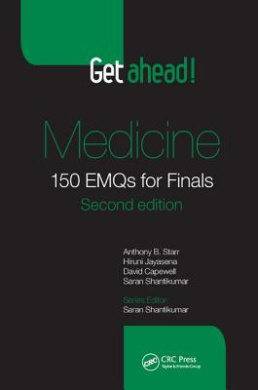 Get ahead!
Medicine
150 EMQs for Finals
Second edition
Anthony B. Starr
Hiruni Jayasena
David Capewell
Saran Shantikumar
Series Editor:
Saran Shantikumar
CRC Press
Taylor & Francis Group